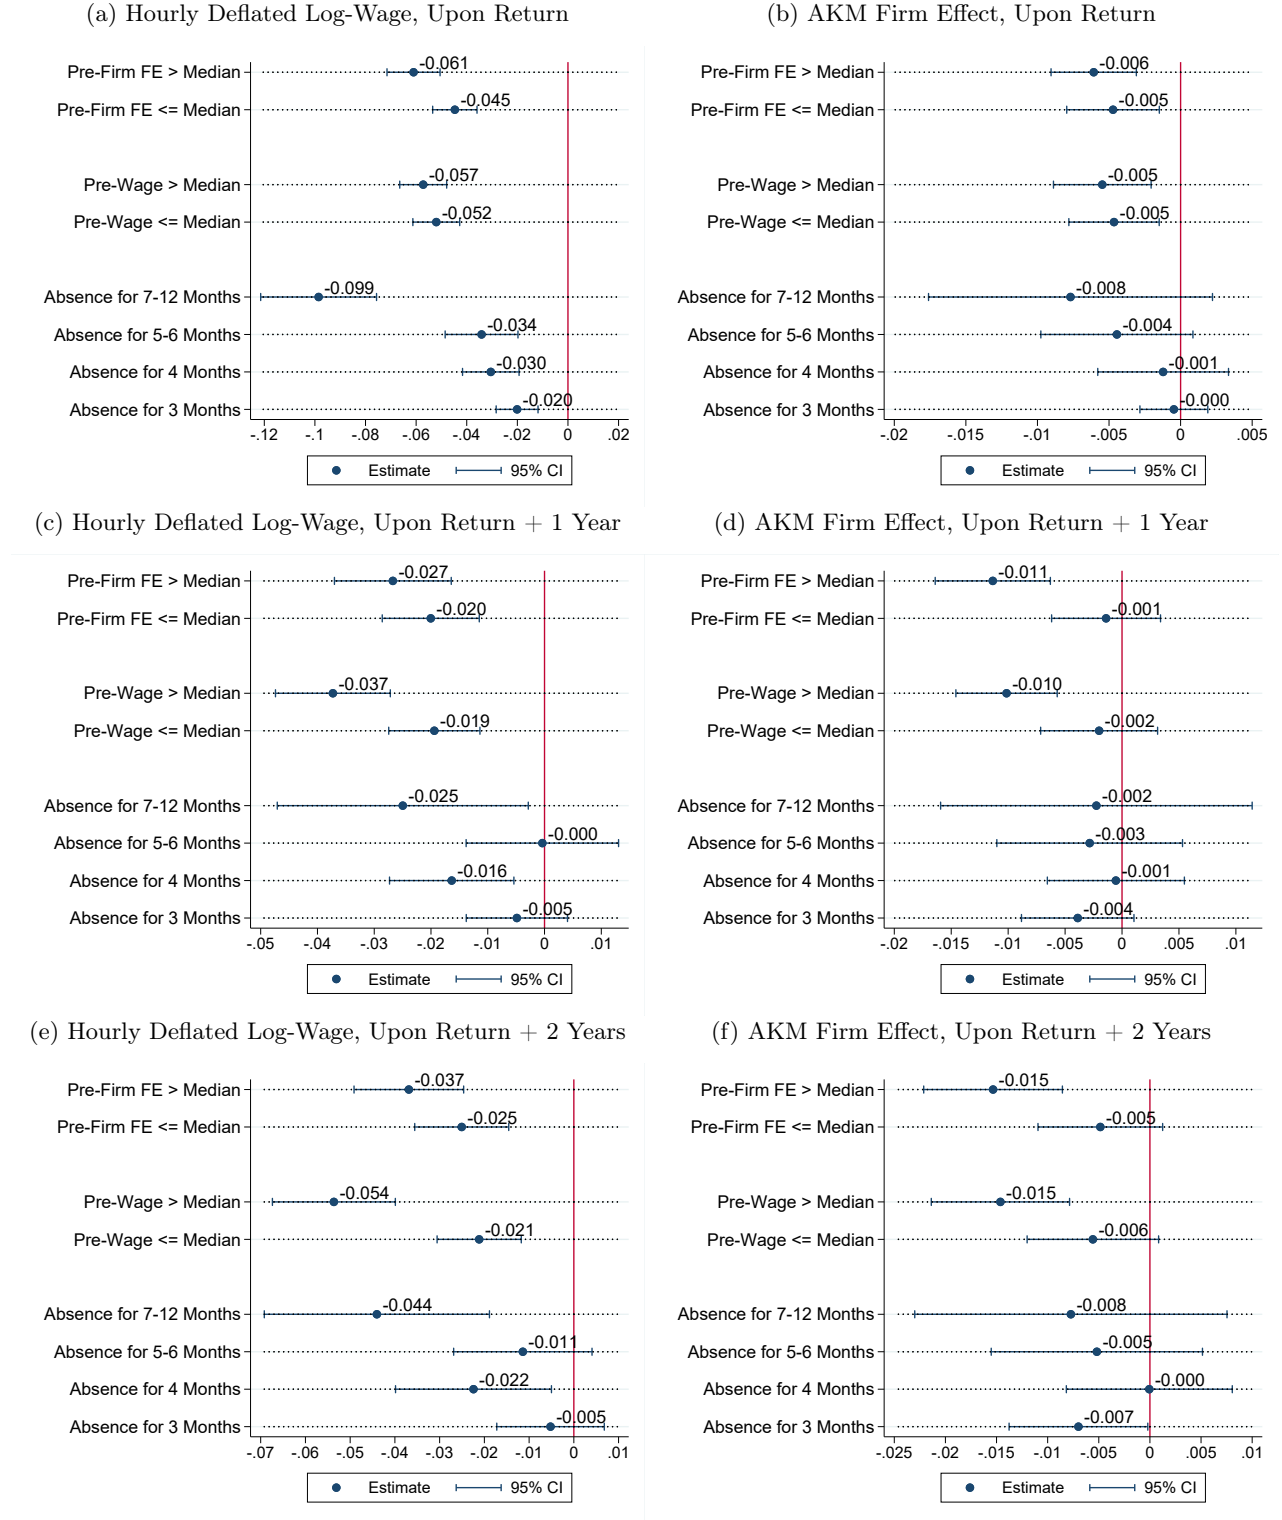 (a) Hourly Deflated Log-Wage, Upon Return
Pre-Firm FE > Median
-0.061
Pre-Firm FE <= Median
-0.045
Pre-Wage > Median
-0.057
Pre-Wage <= Median
-0.052
Absence for 7-12 Months
-0.099
Absence for 5-6 Months
-0.034
Absence for 4 Months
-0.030
Absence for 3 Months
-0.020
-.12 -.1 -.08 -.06 -.04 -.02 0 .02
Estimate 95% CI
(b) AKM Firm Effect, Upon Return
Pre-Firm FE > Median
-0.006
Pre-Firm FE <= Median
-0.005
Pre-Wage > Median
-0.005
Pre-Wage <= Median
-0.005
Absence for 7-12 Months
-0.008
Absence for 5-6 Months
-0.004
Absence for 4 Months
-0.001
Absence for 3 Months
-0.000
-.02 -.015 -.01 -.005 0 .005
Estimate 95% CI
(c) Hourly Deflated Log-Wage, Upon Return + 1 Year
Pre-Firm FE > Median
-0.027
Pre-Firm FE <= Median
-0.020
Pre-Wage > Median
-0.037
Pre-Wage <= Median
-0.019
Absence for 7-12 Months
-0.025
Absence for 5-6 Months
-0.000
Absence for 4 Months
-0.016
Absence for 3 Months
-0.005
-.05 -.04 -.03 -.02 -.01 0 .01
Estimate 95% CI
(d) AKM Firm Effect, Upon Return + 1 Year
Pre-Firm FE > Median
-0.011
Pre-Firm FE <= Median
-0.001
Pre-Wage > Median
-0.010
Pre-Wage <= Median
-0.002
Absence for 7-12 Months
-0.002
Absence for 5-6 Months
-0.003
Absence for 4 Months
-0.001
Absence for 3 Months
-0.004
-.02 -.015 -.01 -.005 0 .005 .01
Estimate 95% CI
(e) Hourly Deflated Log-Wage, Upon Return + 2 Years
Pre-Firm FE > Median
-0.037
Pre-Firm FE <= Median
-0.025
Pre-Wage > Median
-0.054
Pre-Wage <= Median
-0.021
Absence for 7-12 Months
-0.044
Absence for 5-6 Months
-0.011
Absence for 4 Months
-0.022
Absence for 3 Months
-0.005
-.07 -.06 -.05 -.04 -.03 -.02 -.01 0 .01
Estimate 95% CI
(f) AKM Firm Effect, Upon Return + 2 Years
Pre-Firm FE > Median
-0.015
Pre-Firm FE <= Median
-0.005
Pre-Wage > Median
-0.015
Pre-Wage <= Median
-0.006
Absence for 7-12 Months
-0.008
Absence for 5-6 Months
-0.005
Absence for 4 Months
-0.000
Absence for 3 Months
-0.007
-.025 -.02 -.015 -.01 -.005 0 .005 .01
Estimate 95% CI